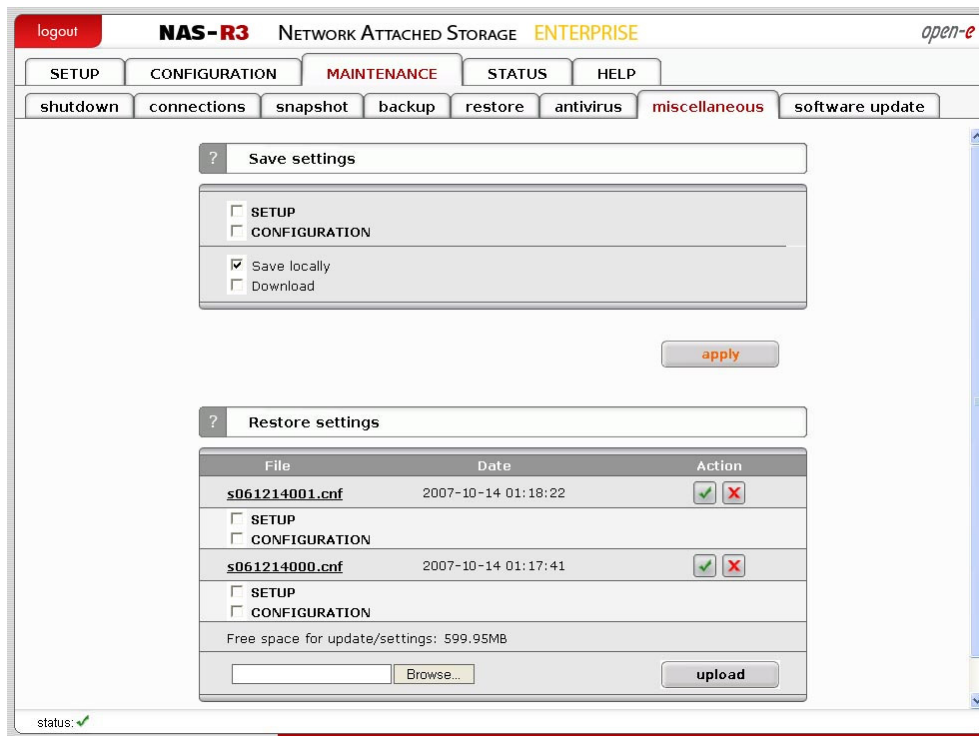 logout NAS-R3 NETWORK ATTACHED STORAGE ENTERPRISE open-e
SETUP CONFIGURATION MAINTENANCE STATUS HELP
shutdown connections snapshot backup restore antivirus miscellaneous software update
? Save settings
SETUP
CONFIGURATION
Save locally
Download
apply
? Restore settings
File Date Action
s061214001.cnf 2007-10-14 01:18:22
SETUP
CONFIGURATION
s061214000.cnf 2007-10-14 01:17:41
SETUP
CONFIGURATION
Free space for update/settings: 599.95MB
Browse... upload
status: